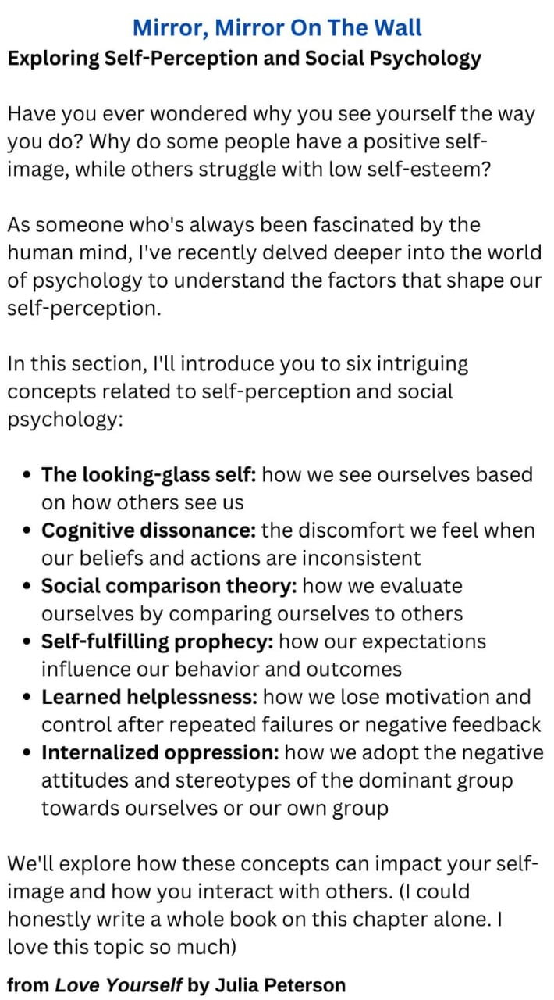 Mirror, Mirror On The Wall
Exploring Self-Perception and Social Psychology
Have you ever wondered why you see yourself the way
you do? Why do some people have a positive self-
image, while others struggle with low self-esteem?
As someone who's always been fascinated by the
human mind, I've recently delved deeper into the world
of psychology to understand the factors that shape our
self-perception.
In this section, I'll introduce you to six intriguing
concepts related to self-perception and social
psychology:
• The looking-glass self: how we see ourselves based
on how others see us
• Cognitive dissonance: the discomfort we feel when
our beliefs and actions are inconsistent
• Social comparison theory: how we evaluate
ourselves by comparing ourselves to others
• Self-fulfilling prophecy: how our expectations
influence our behavior and outcomes
• Learned helplessness: how we lose motivation and
control after repeated failures or negative feedback
• Internalized oppression: how we adopt the negative
attitudes and stereotypes of the dominant group
towards ourselves or our own group
We'll explore how these concepts can impact your self-
image and how you interact with others. (I could
honestly write a whole book on this chapter alone. I
love this topic so much)
from Love Yourself by Julia Peterson